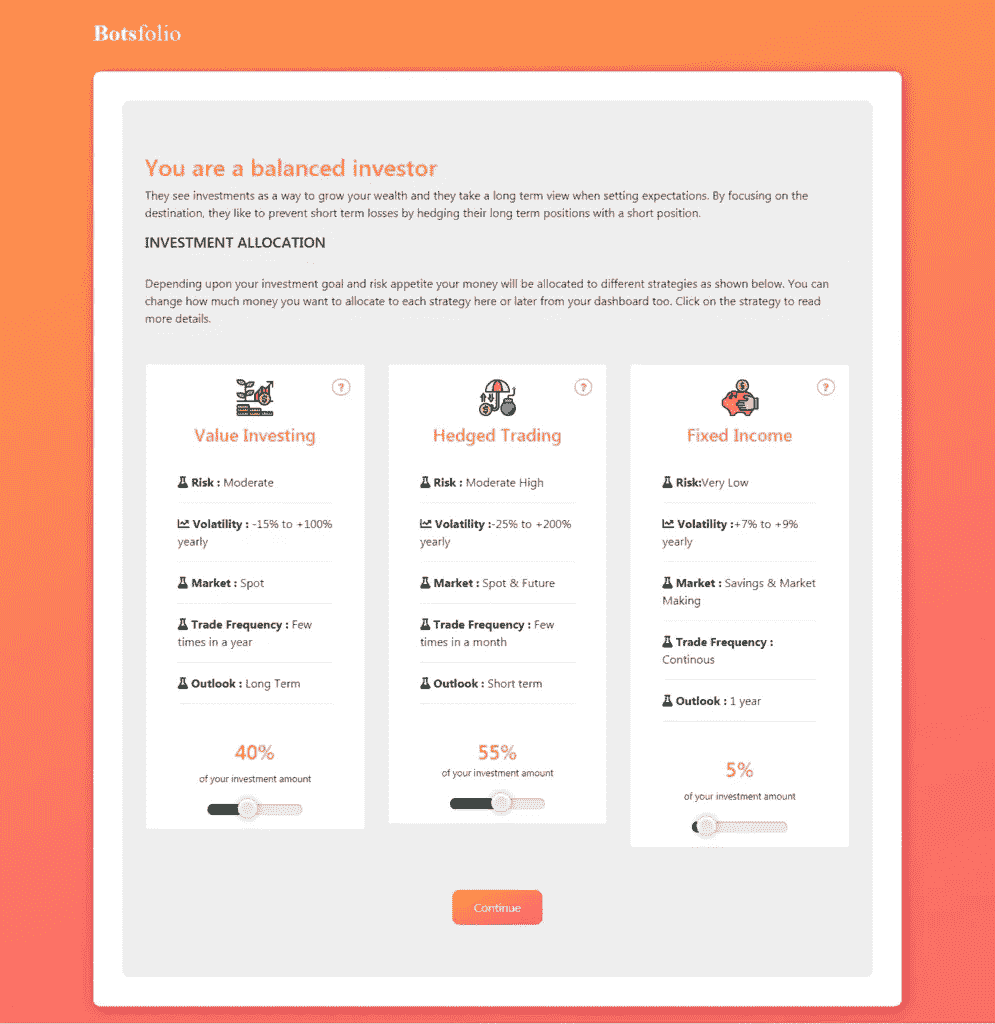 Botsfolio
You are a balanced investor
They see investments as a way to grow your wealth and they take a long term view when setting expectations. By focusing on the
destination, they like to prevent short term losses by hedging their long term positions with a short position.
INVESTMENT ALLOCATION
Depending upon your investment goal and risk appetite your money will be allocated to different strategies as shown below. You can
change how much money you want to allocate to each strategy here or later from your dashboard too. Click on the strategy to read
more details.
?
Value Investing
Risk : Moderate
Volatility : -15% to +100%
yearly
Market : Spot
Trade Frequency : Few
times in a year
Outlook : Long Term
40%
of your investment amount
?
Hedged Trading
Risk : Moderate High
Volatility :-25% to +200%
yearly
Market : Spot & Future
Trade Frequency : Few
times in a month
Outlook : Short term
55%
of your investment amount
?
Fixed Income
Risk:Very Low
Volatility :+7% to +9%
yearly
Market : Savings & Market
Making
Trade Frequency :
Continous
Outlook : 1 year
5%
of your investment amount
Continue